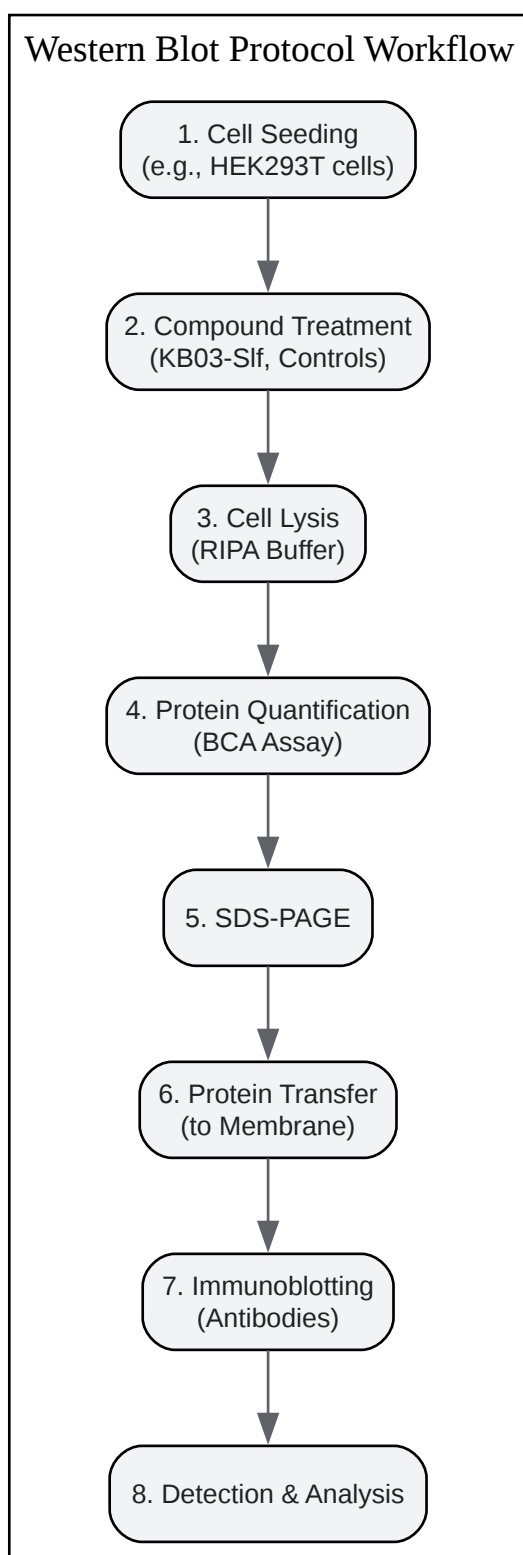 Western Blot Protocol Workflow
1. Cell Seeding
(e.g., HEK293T cells)
2. Compound Treatment
(KB03-Slf, Controls)
3. Cell Lysis
(RIPA Buffer)
4. Protein Quantification
(BCA Assay)
5. SDS-PAGE
6. Protein Transfer
(to Membrane)
7. Immunoblotting
(Antibodies)
8. Detection & Analysis